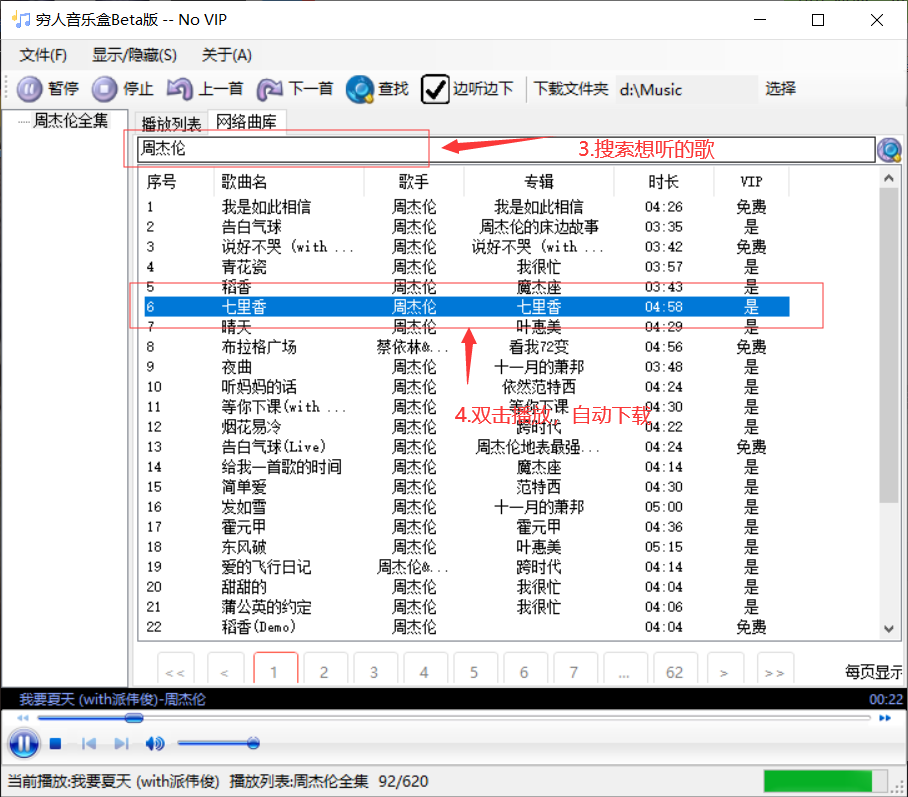 穷人音乐盒Beta版 -- No VIP
文件(F) 显示/隐藏(S) 关于(A)
暂停 停止 上一首 下一首 查找 边听边下 下载文件夹 d:\Music 选择
周杰伦全集 播放列表 网络曲库
周杰伦 3.搜索想听的歌
序号 歌曲名 歌手 专辑 时长 VIP
1 我是如此相信 周杰伦 我是如此相信 04:26 免费
2 告白气球 周杰伦 周杰伦的床边故事 03:35 是
3 说好不哭 (with ... 周杰伦 说好不哭 (with ... 03:42 免费
4 青花瓷 周杰伦 我很忙 03:57 是
5 稻香 周杰伦 魔杰座 03:43 是
6 七里香 周杰伦 七里香 04:58 是
7 晴天 周杰伦 叶惠美 04:29 是
8 布拉格广场 蔡依林&... 看我72变 04:56 免费
9 夜曲 周杰伦 十一月的萧邦 03:48 是
10 听妈妈的话 周杰伦 依然范特西 04:24 是
11 等你下课(with ... 周杰伦 等你下课 04:30 是
4.双击播放，自动下载
12 烟花易冷 周杰伦 跨时代 04:22 是
13 告白气球(Live) 周杰伦 周杰伦地表最强... 04:24 免费
14 给我一首歌的时间 周杰伦 魔杰座 04:14 是
15 简单爱 周杰伦 范特西 04:30 是
16 发如雪 周杰伦 十一月的萧邦 05:00 是
17 霍元甲 周杰伦 霍元甲 04:36 是
18 东风破 周杰伦 叶惠美 05:15 是
19 爱的飞行日记 周杰伦&... 跨时代 04:14 是
20 甜甜的 周杰伦 我很忙 04:04 是
21 蒲公英的约定 周杰伦 我很忙 04:06 是
22 稻香(Demo) 周杰伦 04:04 免费
<< < 1 2 3 4 5 6 7 ... 62 > >> 每页显示
我要夏天 (with派伟俊)-周杰伦 00:22
当前播放:我要夏天 (with派伟俊) 播放列表:周杰伦全集 92/620